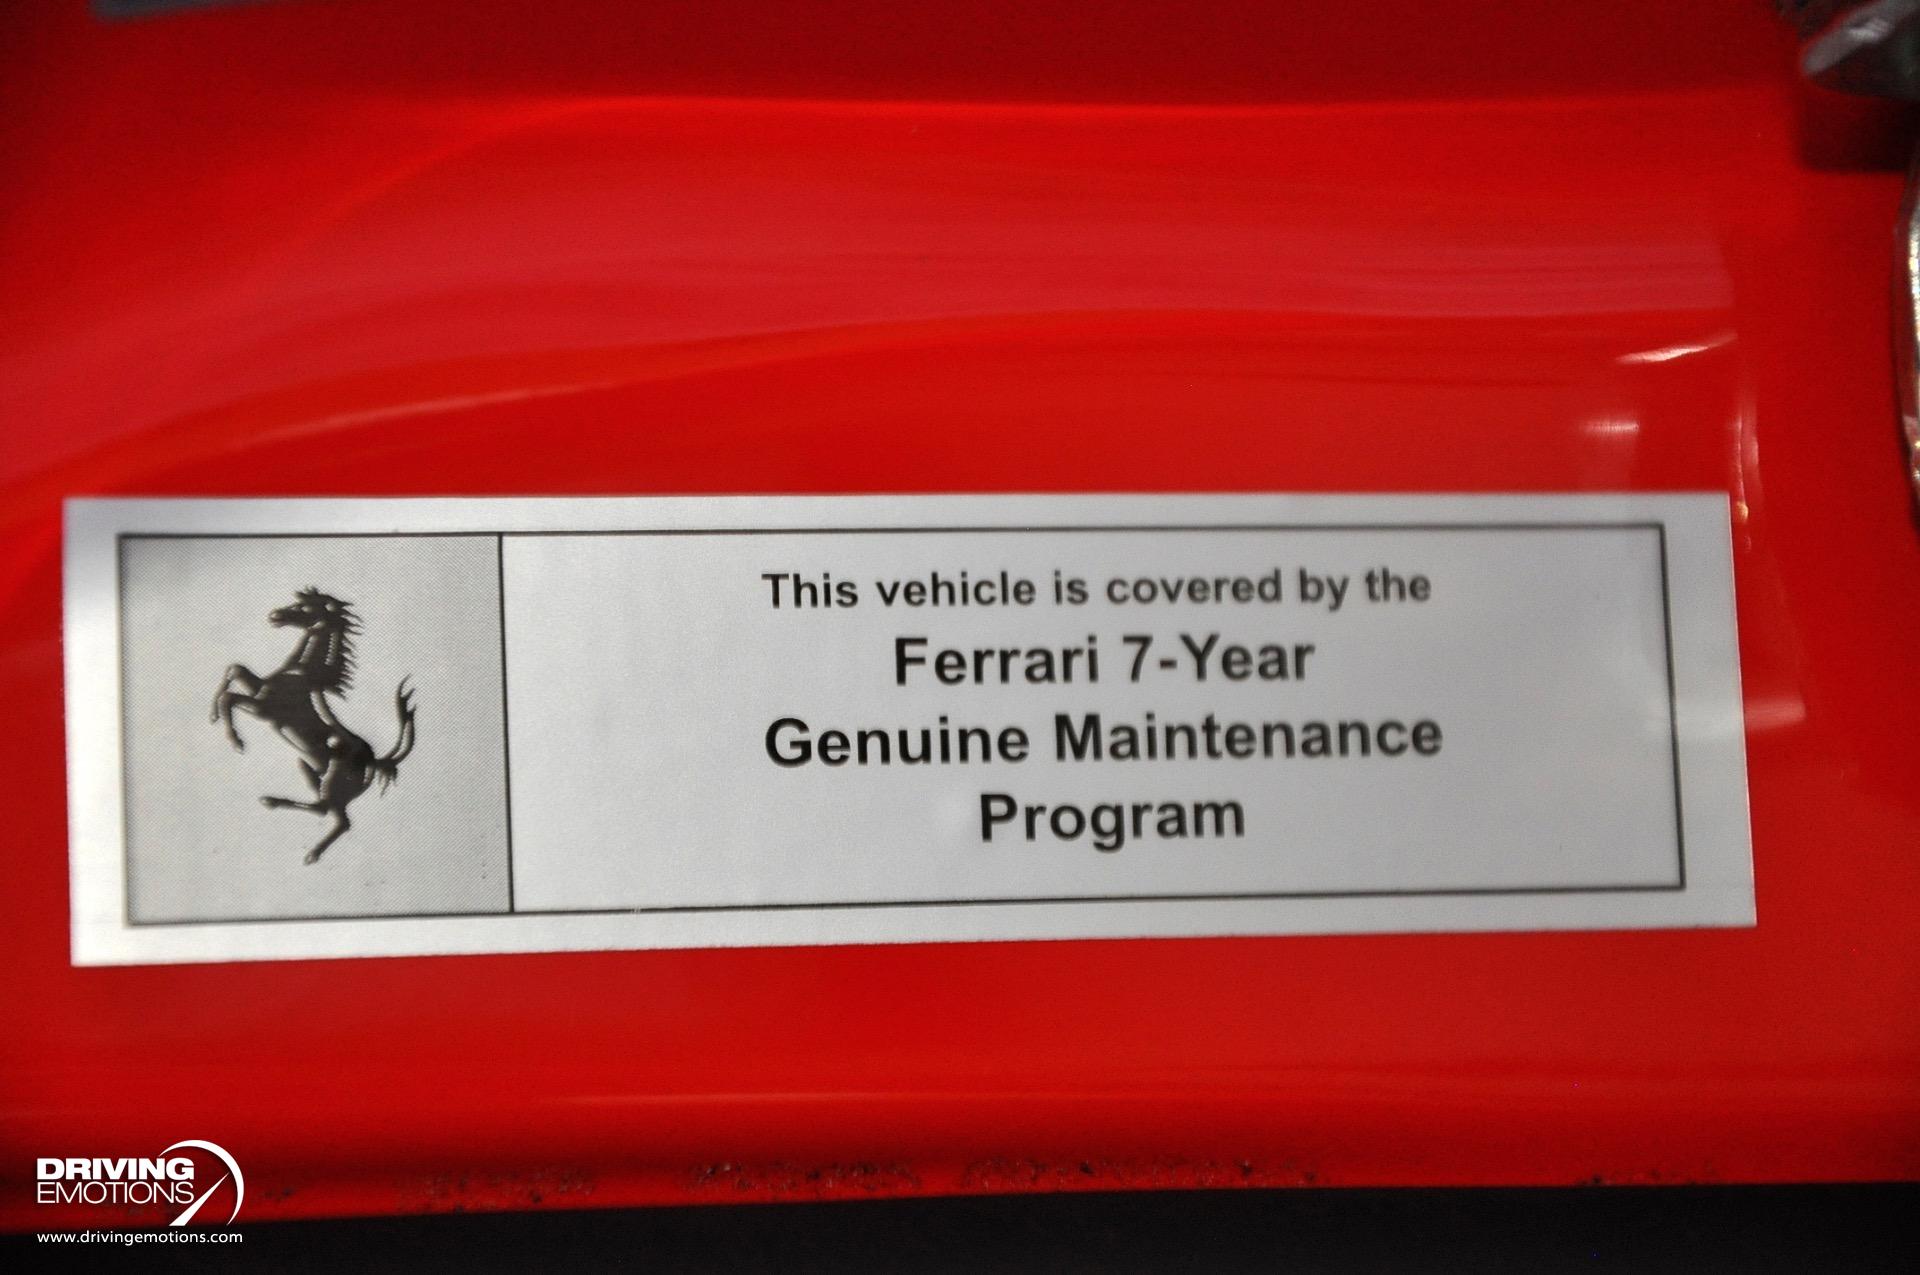 This vehicle is covered by the
Ferrari 7-Year
Genuine Maintenance
Program
DRIVING
EMOTIONS
www.drivingemotions.com